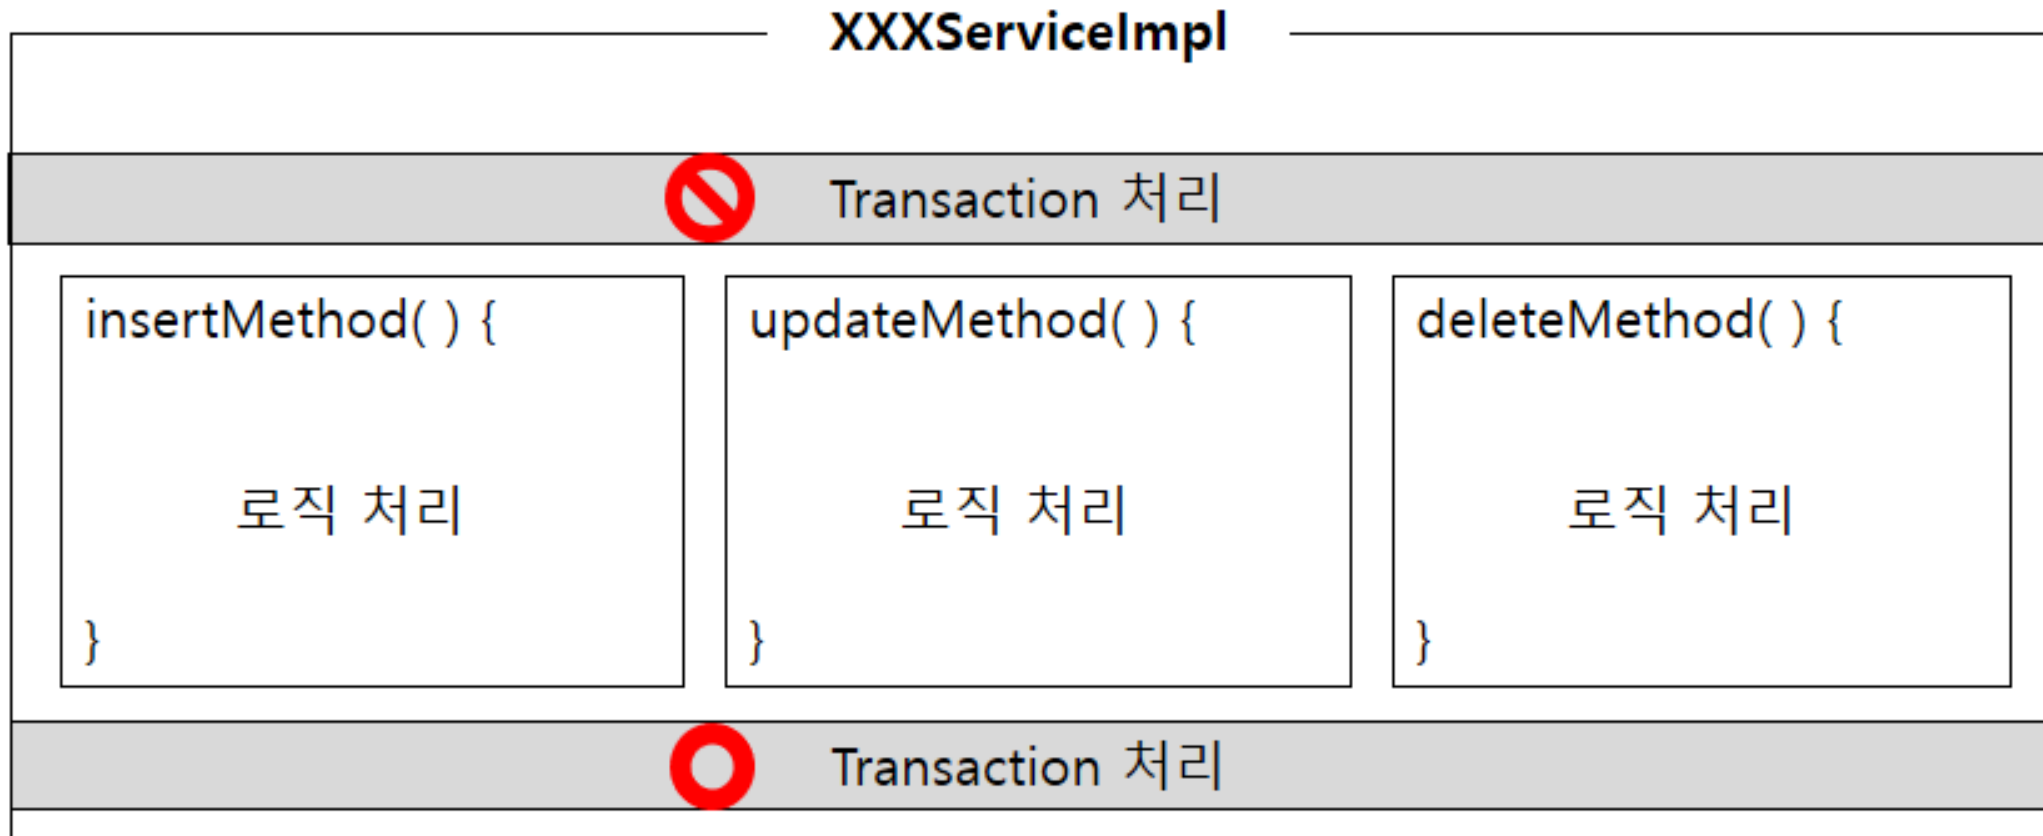 XXXServiceImpl
Transaction 처리
insertMethod( ) {
로직 처리
}
updateMethod( ) {
로직 처리
}
deleteMethod( ) {
로직 처리
}
Transaction 처리